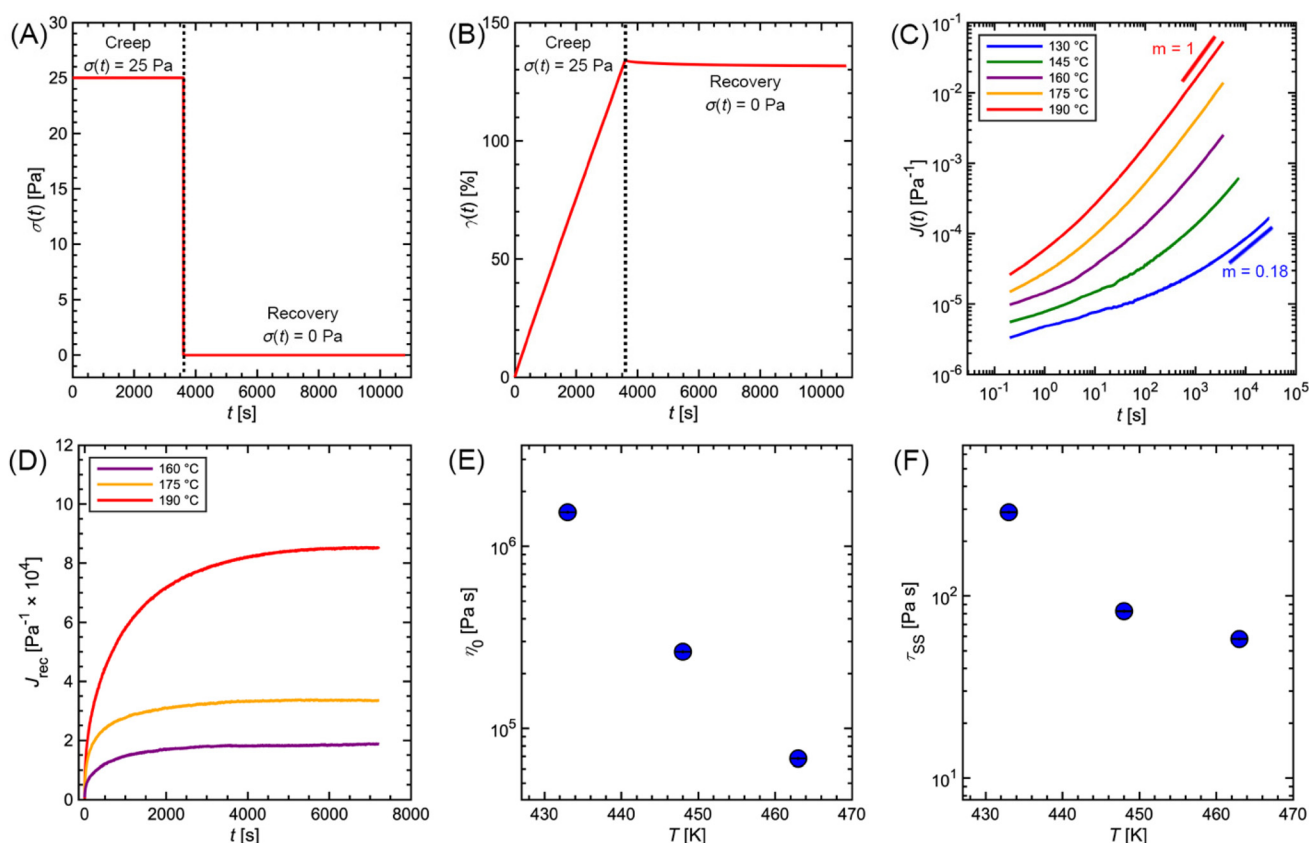 (A)
Creep
σ(t) = 25 Pa
Recovery
σ(t) = 0 Pa
σ(t) [Pa]
30
25
20
15
10
5
0
0 2000 4000 6000 8000 10000
t [s]
(B)
Creep
σ(t) = 25 Pa
Recovery
σ(t) = 0 Pa
γ(t) [%]
150
100
50
0
0 2000 4000 6000 8000 10000
t [s]
(C)
130 °C
145 °C
160 °C
175 °C
190 °C
m = 1
m = 0.18
J(t) [Pa⁻¹]
10⁻¹
10⁻²
10⁻³
10⁻⁴
10⁻⁵
10⁻⁶
10⁻¹ 10⁰ 10¹ 10² 10³ 10⁴ 10⁵
t [s]
(D)
160 °C
175 °C
190 °C
J_rec [Pa⁻¹ × 10⁴]
12
10
8
6
4
2
0
0 2000 4000 6000 8000
t [s]
(E)
η₀ [Pa s]
10⁶
10⁵
430 440 450 460 470
T [K]
(F)
τ_SS [Pa s]
10²
10¹
430 440 450 460 470
T [K]